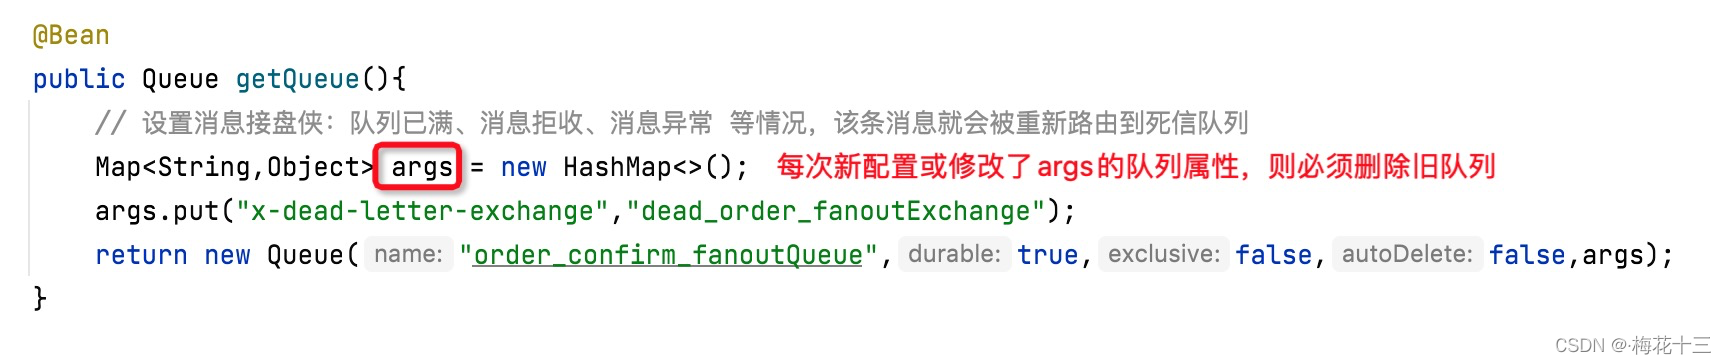 @Bean
public Queue getQueue(){
// 设置消息接盘侠：队列已满、消息拒收、消息异常 等情况，该条消息就会被重新路由到死信队列
Map<String,Object> args = new HashMap<>(); 每次新配置或修改了args的队列属性，则必须删除旧队列
args.put("x-dead-letter-exchange","dead_order_fanoutExchange");
return new Queue( name: "order_confirm_fanoutQueue", durable: true, exclusive: false, autoDelete: false,args);
}
CSDN @·梅花十三